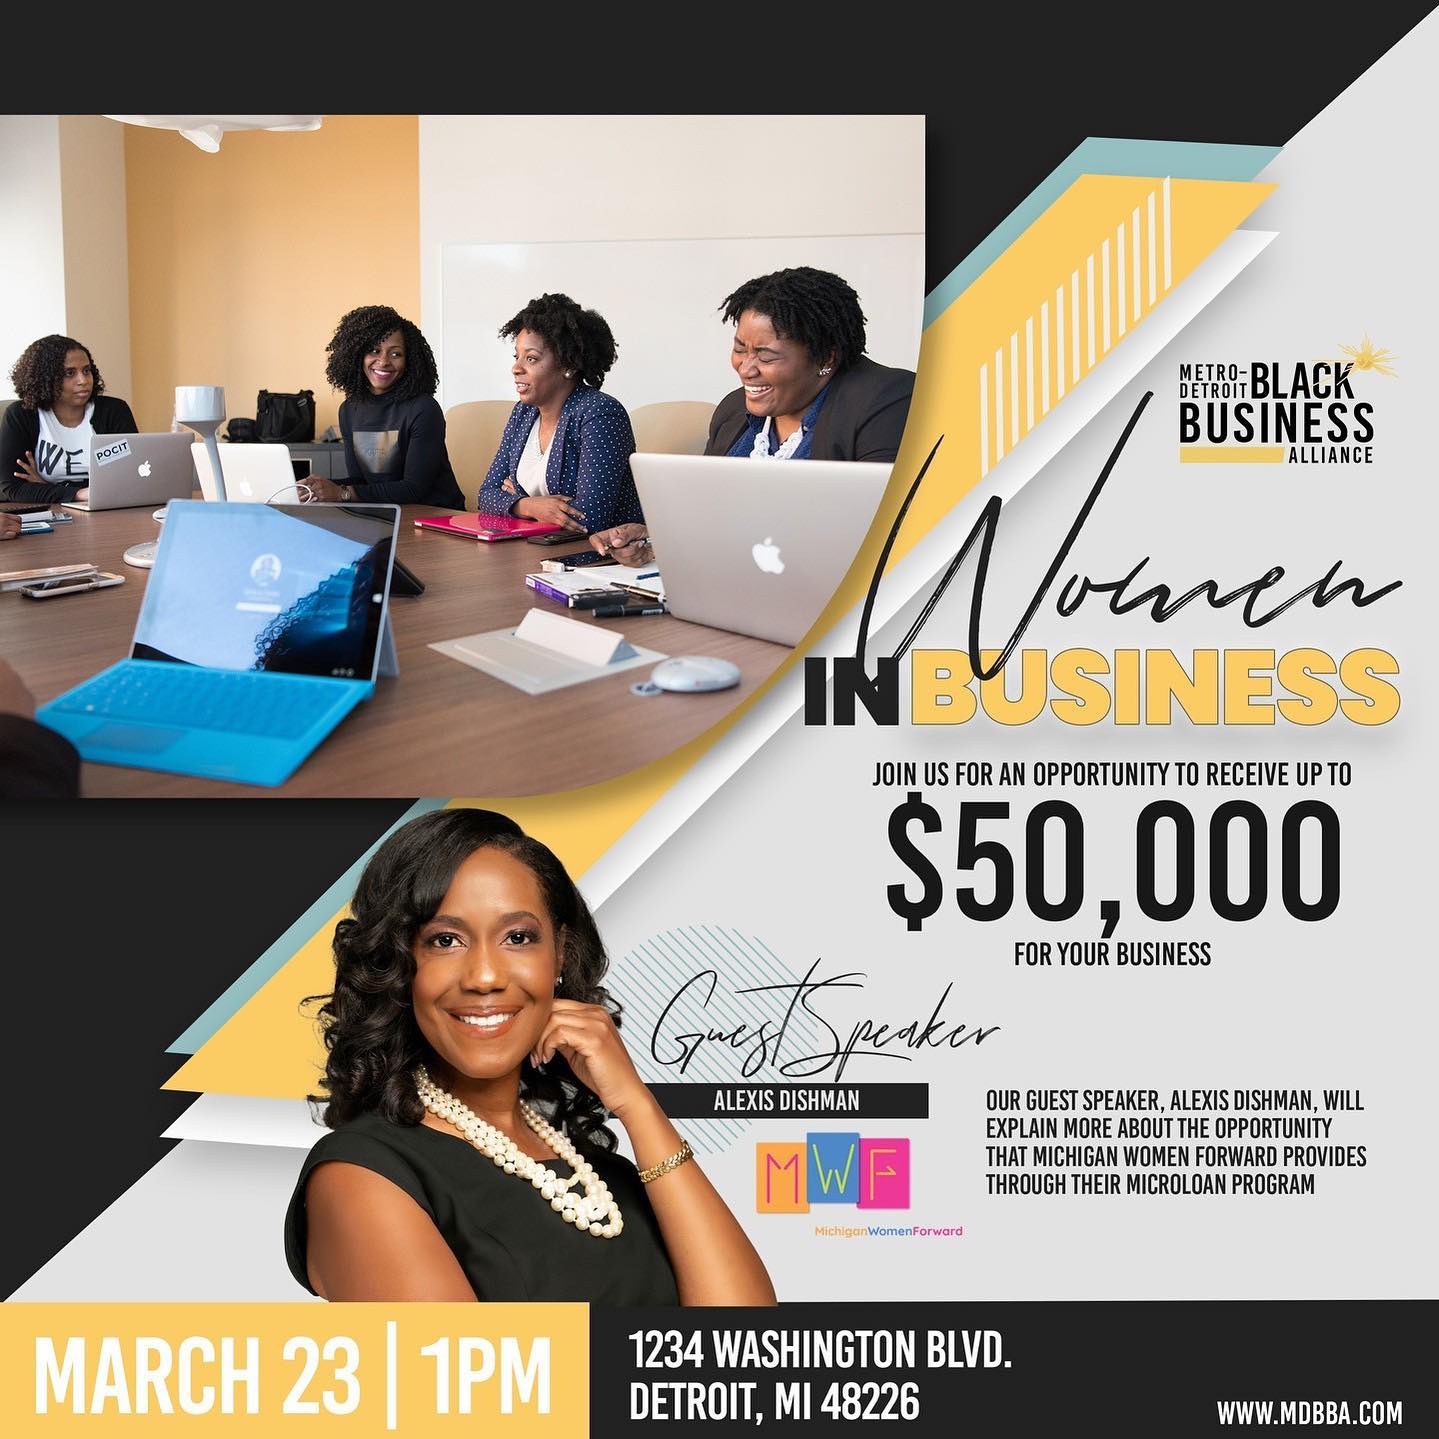 WE
POCIT
METRO-
DETROIT BLACK
BUSINESS
ALLIANCE
Women
IN BUSINESS
JOIN US FOR AN OPPORTUNITY TO RECEIVE UP TO
$50,000
FOR YOUR BUSINESS
Guest Speaker
ALEXIS DISHMAN
MWF
MichiganWomenForward
OUR GUEST SPEAKER, ALEXIS DISHMAN, WILL
EXPLAIN MORE ABOUT THE OPPORTUNITY
THAT MICHIGAN WOMEN FORWARD PROVIDES
THROUGH THEIR MICROLOAN PROGRAM
MARCH 23 | 1PM
1234 WASHINGTON BLVD.
DETROIT, MI 48226
WWW.MDBBA.COM